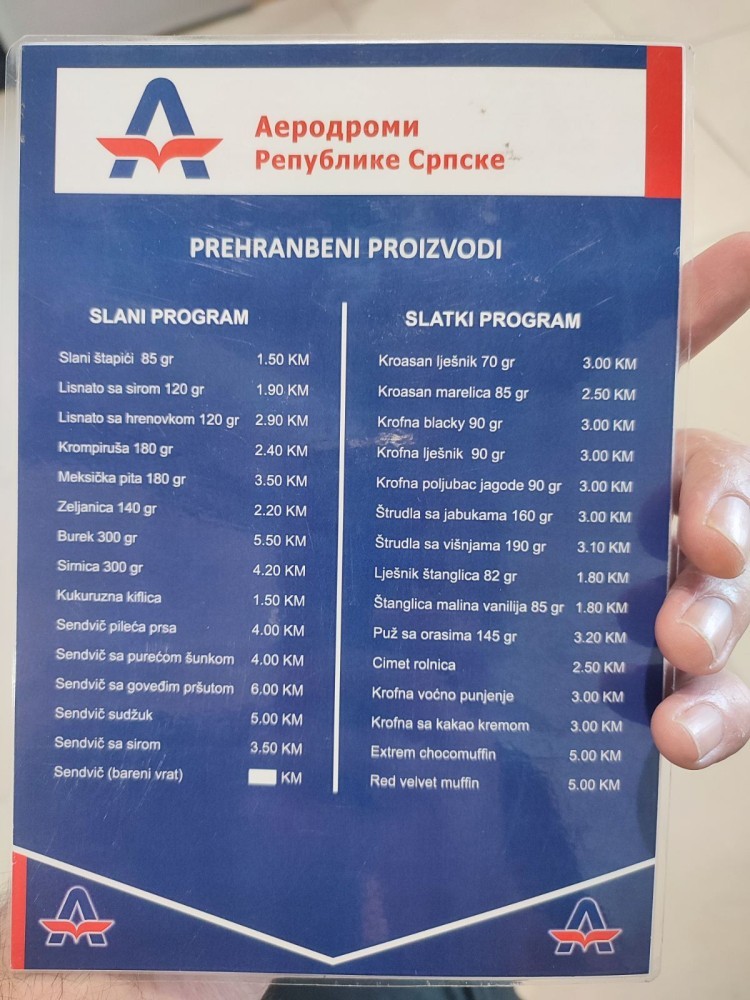 Аеродроми
Републике Српске
PREHRANBENI PROIZVODI
SLANI PROGRAM
Slani štapići 85 gr 1.50 KM
Lisnato sa sirom 120 gr 1.90 KM
Lisnato sa hrenovkom 120 gr 2.90 KM
Krompiruša 180 gr 2.40 KM
Meksička pita 180 gr 3.50 KM
Zeljanica 140 gr 2.20 KM
Burek 300 gr 5.50 KM
Sirnica 300 gr 4.20 KM
Kukuruzna kiflica 1.50 KM
Sendvič pileća prsa 4.00 KM
Sendvič sa purećom šunkom 4.00 KM
Sendvič sa goveđim pršutom 6.00 KM
Sendvič sudžuk 5.00 KM
Sendvič sa sirom 3.50 KM
Sendvič (bareni vrat) KM
SLATKI PROGRAM
Kroasan lješnik 70 gr 3.00 KM
Kroasan marelica 85 gr 2.50 KM
Krofna blacky 90 gr 3.00 KM
Krofna lješnik 90 gr 3.00 KM
Krofna poljubac jagode 90 gr 3.00 KM
Štrudla sa jabukama 160 gr 3.00 KM
Štrudla sa višnjama 190 gr 3.10 KM
Lješnik štanglica 82 gr 1.80 KM
Štanglica malina vanilija 85 gr 1.80 KM
Puž sa orasima 145 gr 3.20 KM
Cimet rolnica 2.50 KM
Krofna voćno punjenje 3.00 KM
Krofna sa kakao kremom 3.00 KM
Extrem chocomuffin 5.00 KM
Red velvet muffin 5.00 KM